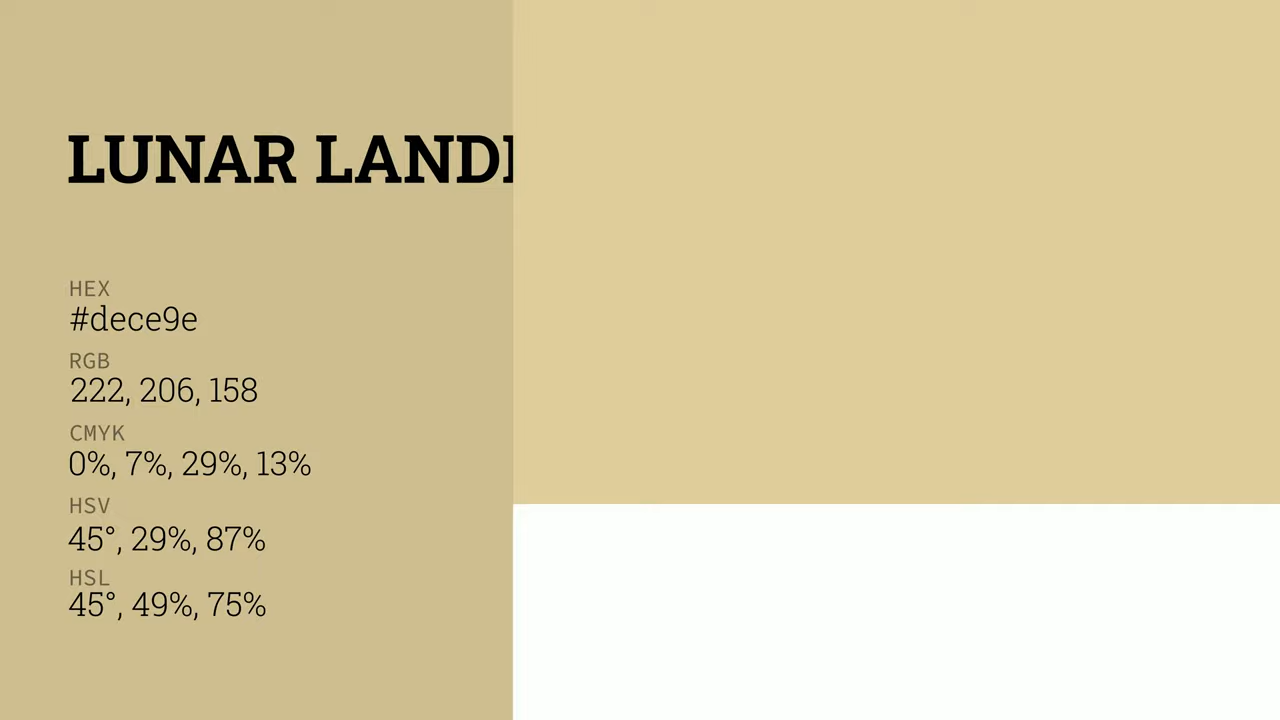 LUNAR LAND
HEX
#dece9e
RGB
222, 206, 158
CMYK
0%, 7%, 29%, 13%
HSV
45°, 29%, 87%
HSL
45°, 49%, 75%